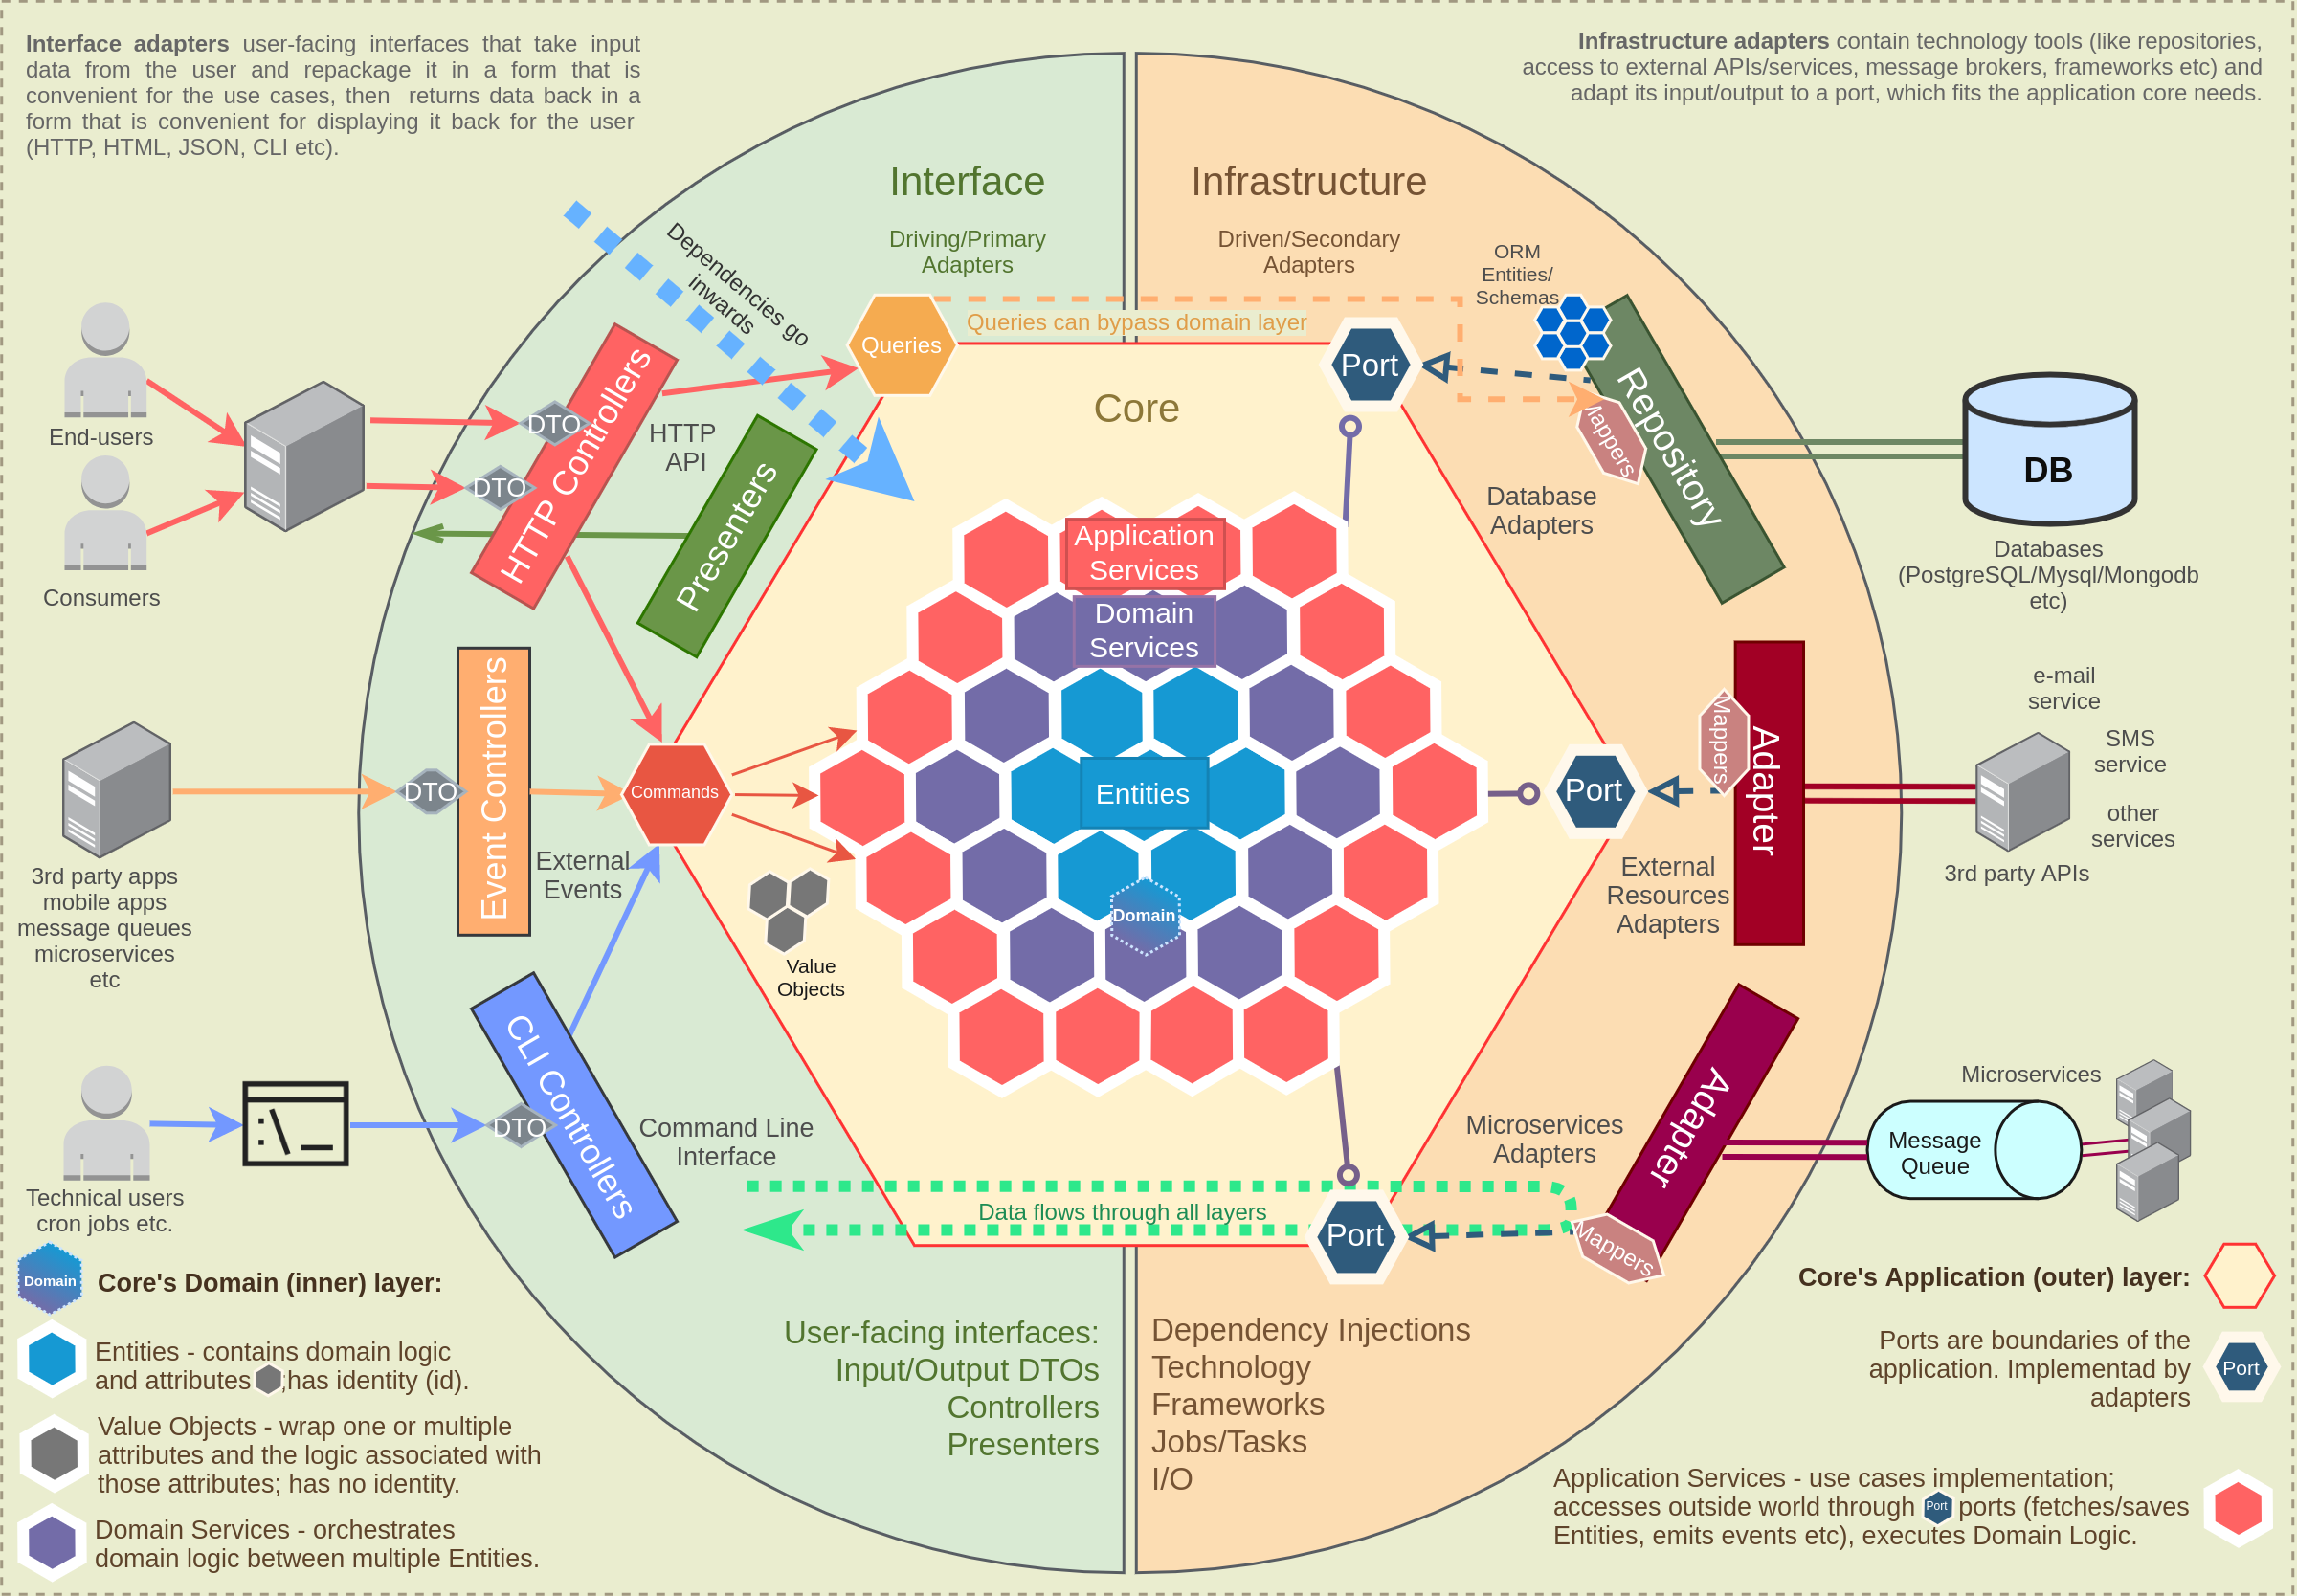 Interface adapters user-facing interfaces that take input
data from the user and repackage it in a form that is
convenient for the use cases, then returns data back in a
form that is convenient for displaying it back for the user
(HTTP, HTML, JSON, CLI etc).
Infrastructure adapters contain technology tools (like repositories,
access to external APIs/services, message brokers, frameworks etc) and
adapt its input/output to a port, which fits the application core needs.
Interface
Driving/Primary
Adapters
Infrastructure
Driven/Secondary
Adapters
ORM
Entities/
Schemas
Dependencies go
inwards
Queries
Queries can bypass domain layer
Port
Core
End-users
Consumers
DTO
DTO
HTTP Controllers
HTTP
API
Presenters
Mappers
Repository
Database
Adapters
DB
Databases
(PostgreSQL/Mysql/Mongodb
etc)
Application
Services
Domain
Services
Entities
Domain
3rd party apps
mobile apps
message queues
microservices
etc
DTO
Event Controllers
External
Events
Commands
Value
Objects
Port
Mappers
Adapter
External
Resources
Adapters
e-mail
service
SMS
service
other
services
3rd party APIs
Technical users
cron jobs etc.
:\_
DTO
CLI Controllers
Command Line
Interface
Data flows through all layers
Port
Mappers
Adapter
Microservices
Adapters
Message
Queue
Microservices
User-facing interfaces:
Input/Output DTOs
Controllers
Presenters
Dependency Injections
Technology
Frameworks
Jobs/Tasks
I/O
Domain
Core's Domain (inner) layer:
Entities - contains domain logic
and attributes ;has identity (id).
Value Objects - wrap one or multiple
attributes and the logic associated with
those attributes; has no identity.
Domain Services - orchestrates
domain logic between multiple Entities.
Core's Application (outer) layer:
Ports are boundaries of the
application. Implementad by
adapters
Port
Application Services - use cases implementation;
accesses outside world through Port ports (fetches/saves
Entities, emits events etc), executes Domain Logic.